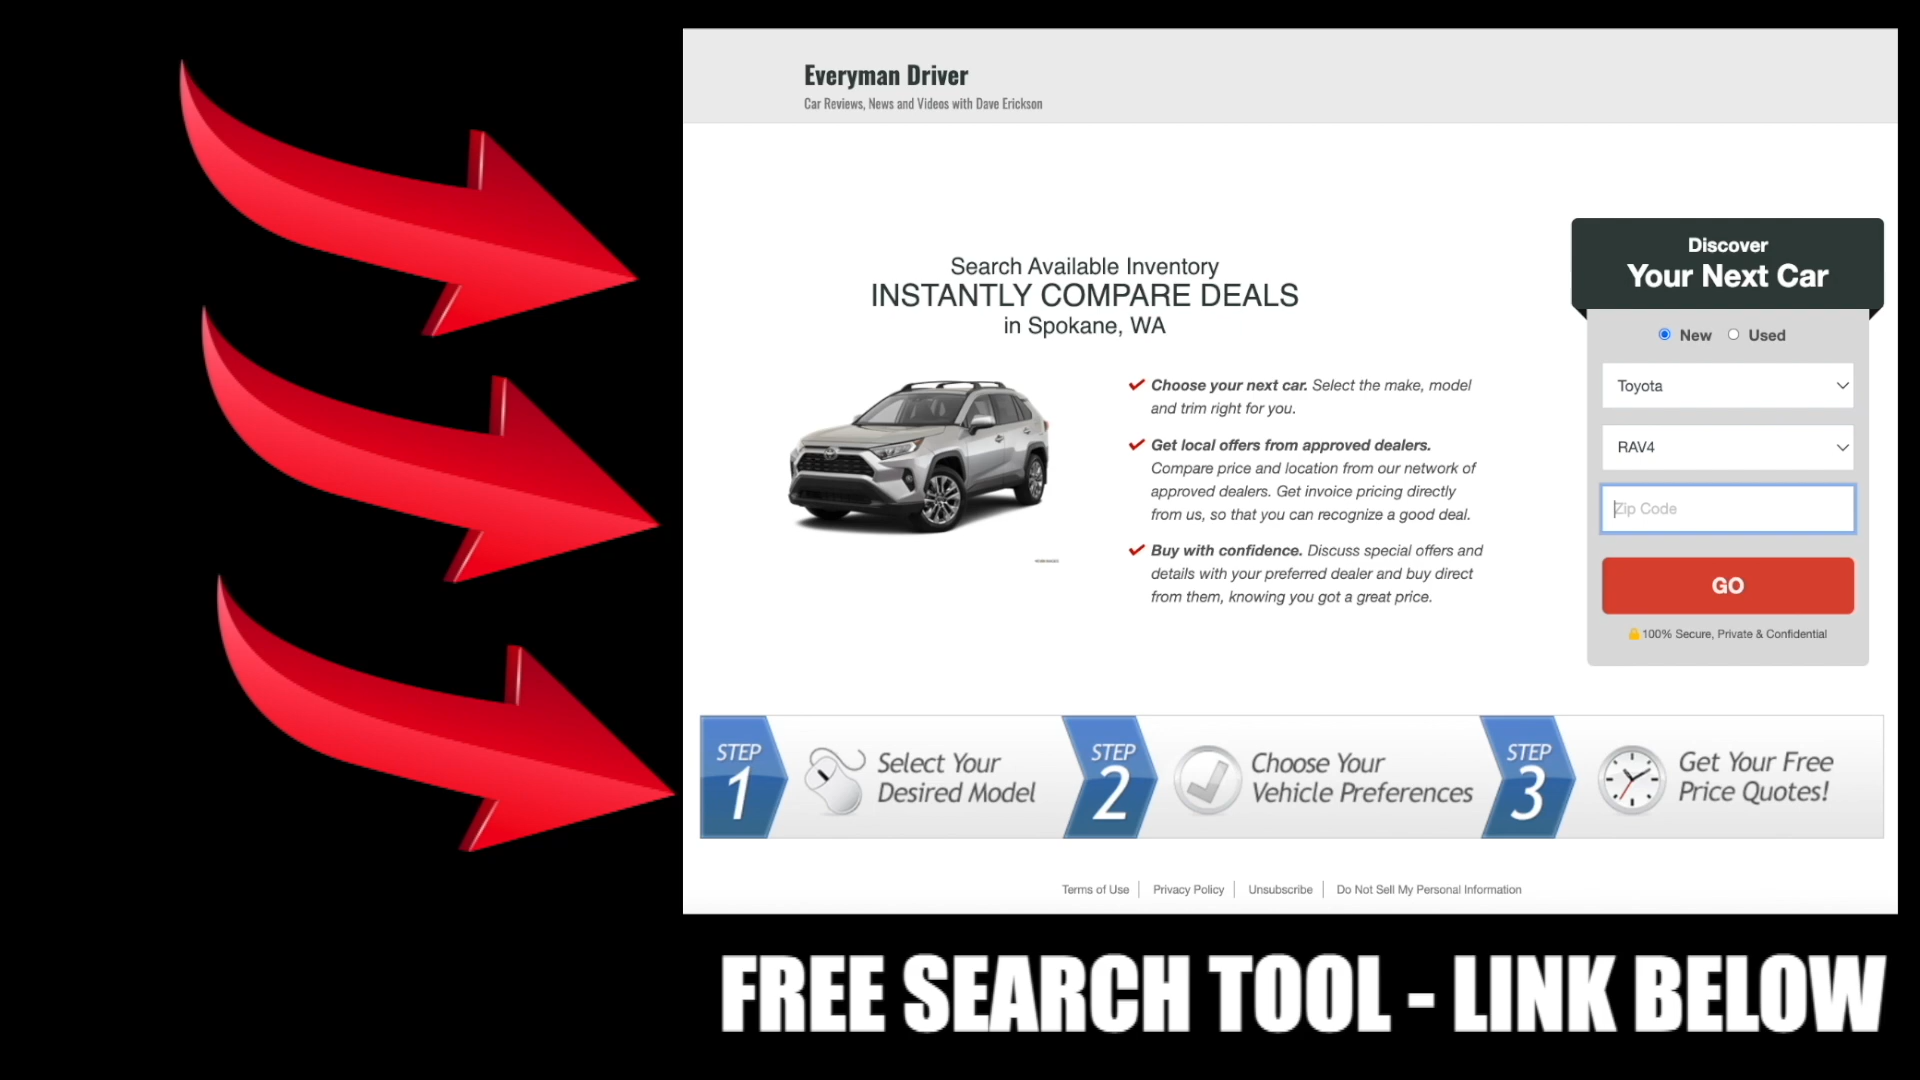 Everyman Driver
Car Reviews, News and Videos with Dave Erickson
Search Available Inventory
INSTANTLY COMPARE DEALS
in Spokane, WA
Choose your next car. Select the make, model
and trim right for you.
Get local offers from approved dealers.
Compare price and location from our network of
approved dealers. Get invoice pricing directly
from us, so that you can recognize a good deal.
Buy with confidence. Discuss special offers and
details with your preferred dealer and buy direct
from them, knowing you got a great price.
Discover
Your Next Car
New Used
Toyota
RAV4
Zip Code
GO
100% Secure, Private & Confidential
STEP
1
Select Your
Desired Model
STEP
2
Choose Your
Vehicle Preferences
STEP
3
Get Your Free
Price Quotes!
Terms of Use | Privacy Policy | Unsubscribe | Do Not Sell My Personal Information
FREE SEARCH TOOL - LINK BELOW